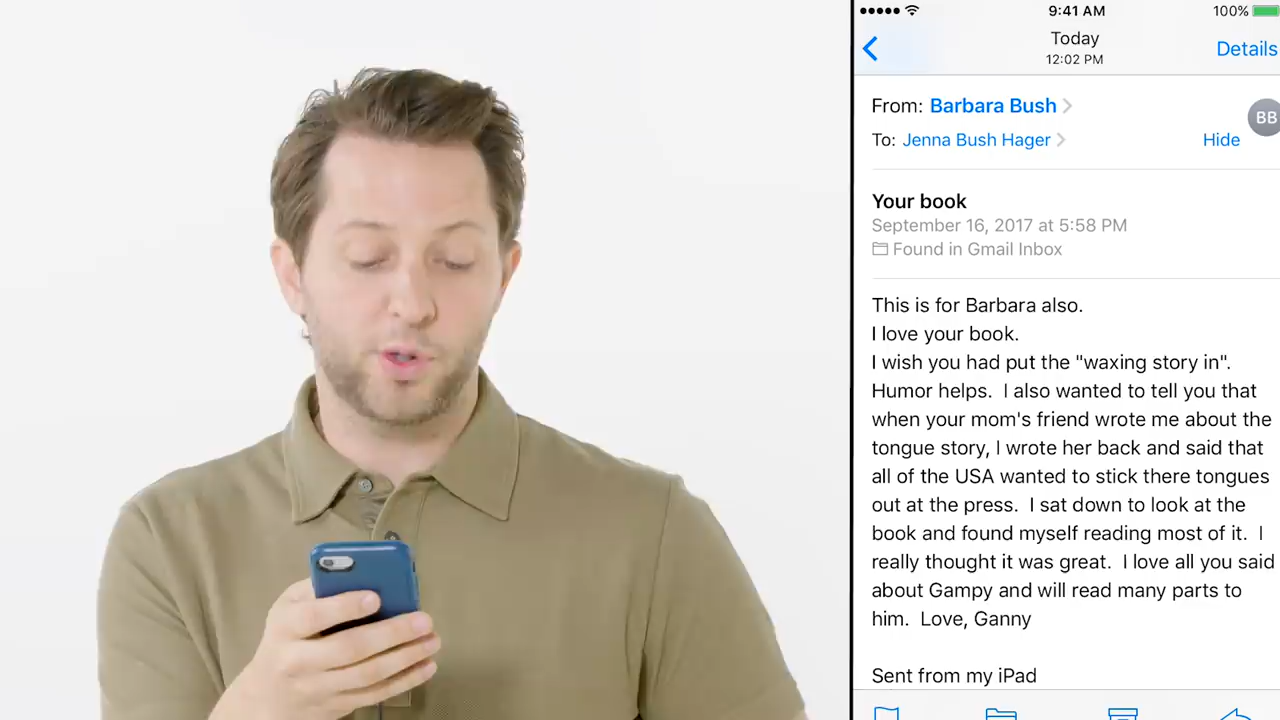 9:41 AM
100%
Today
12:02 PM
Details
From: Barbara Bush
BB
To: Jenna Bush Hager
Hide
Your book
September 16, 2017 at 5:58 PM
Found in Gmail Inbox
This is for Barbara also.
I love your book.
I wish you had put the "waxing story in".
Humor helps.  I also wanted to tell you that
when your mom's friend wrote me about the
tongue story, I wrote her back and said that
all of the USA wanted to stick there tongues
out at the press.  I sat down to look at the
book and found myself reading most of it.  I
really thought it was great.  I love all you said
about Gampy and will read many parts to
him.  Love, Ganny
Sent from my iPad